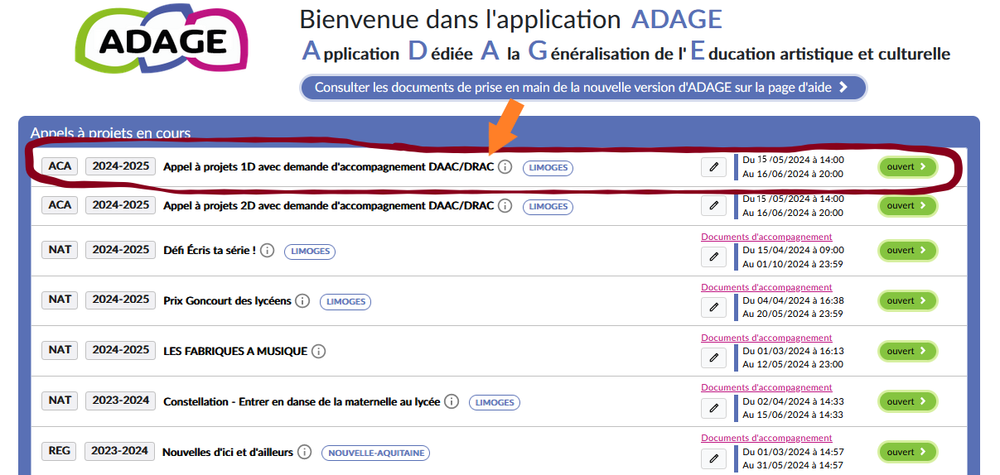 ADAGE
Bienvenue dans l'application ADAGE
Application Dédiée A la Généralisation de l'Education artistique et culturelle
Consulter les documents de prise en main de la nouvelle version d'ADAGE sur la page d'aide
Appels à projets en cours
ACA 2024-2025 Appel à projets 1D avec demande d'accompagnement DAAC/DRAC LIMOGES
Du 15/05/2024 à 14:00
Au 16/06/2024 à 20:00
ouvert
ACA 2024-2025 Appel à projets 2D avec demande d'accompagnement DAAC/DRAC LIMOGES
Du 15/05/2024 à 14:00
Au 16/06/2024 à 20:00
ouvert
NAT 2024-2025 Défi Écris ta série ! LIMOGES
Documents d'accompagnement
Du 15/04/2024 à 09:00
Au 01/10/2024 à 23:59
ouvert
NAT 2024-2025 Prix Goncourt des lycéens LIMOGES
Documents d'accompagnement
Du 04/04/2024 à 16:38
Au 20/05/2024 à 23:59
ouvert
NAT 2024-2025 LES FABRIQUES A MUSIQUE
Documents d'accompagnement
Du 01/03/2024 à 16:13
Au 12/05/2024 à 23:00
ouvert
NAT 2023-2024 Constellation - Entrer en danse de la maternelle au lycée LIMOGES
Documents d'accompagnement
Du 02/04/2024 à 14:33
Au 15/06/2024 à 14:33
ouvert
REG 2023-2024 Nouvelles d'ici et d'ailleurs NOUVELLE-AQUITAINE
Documents d'accompagnement
Du 01/03/2024 à 14:57
Au 31/05/2024 à 14:57
ouvert